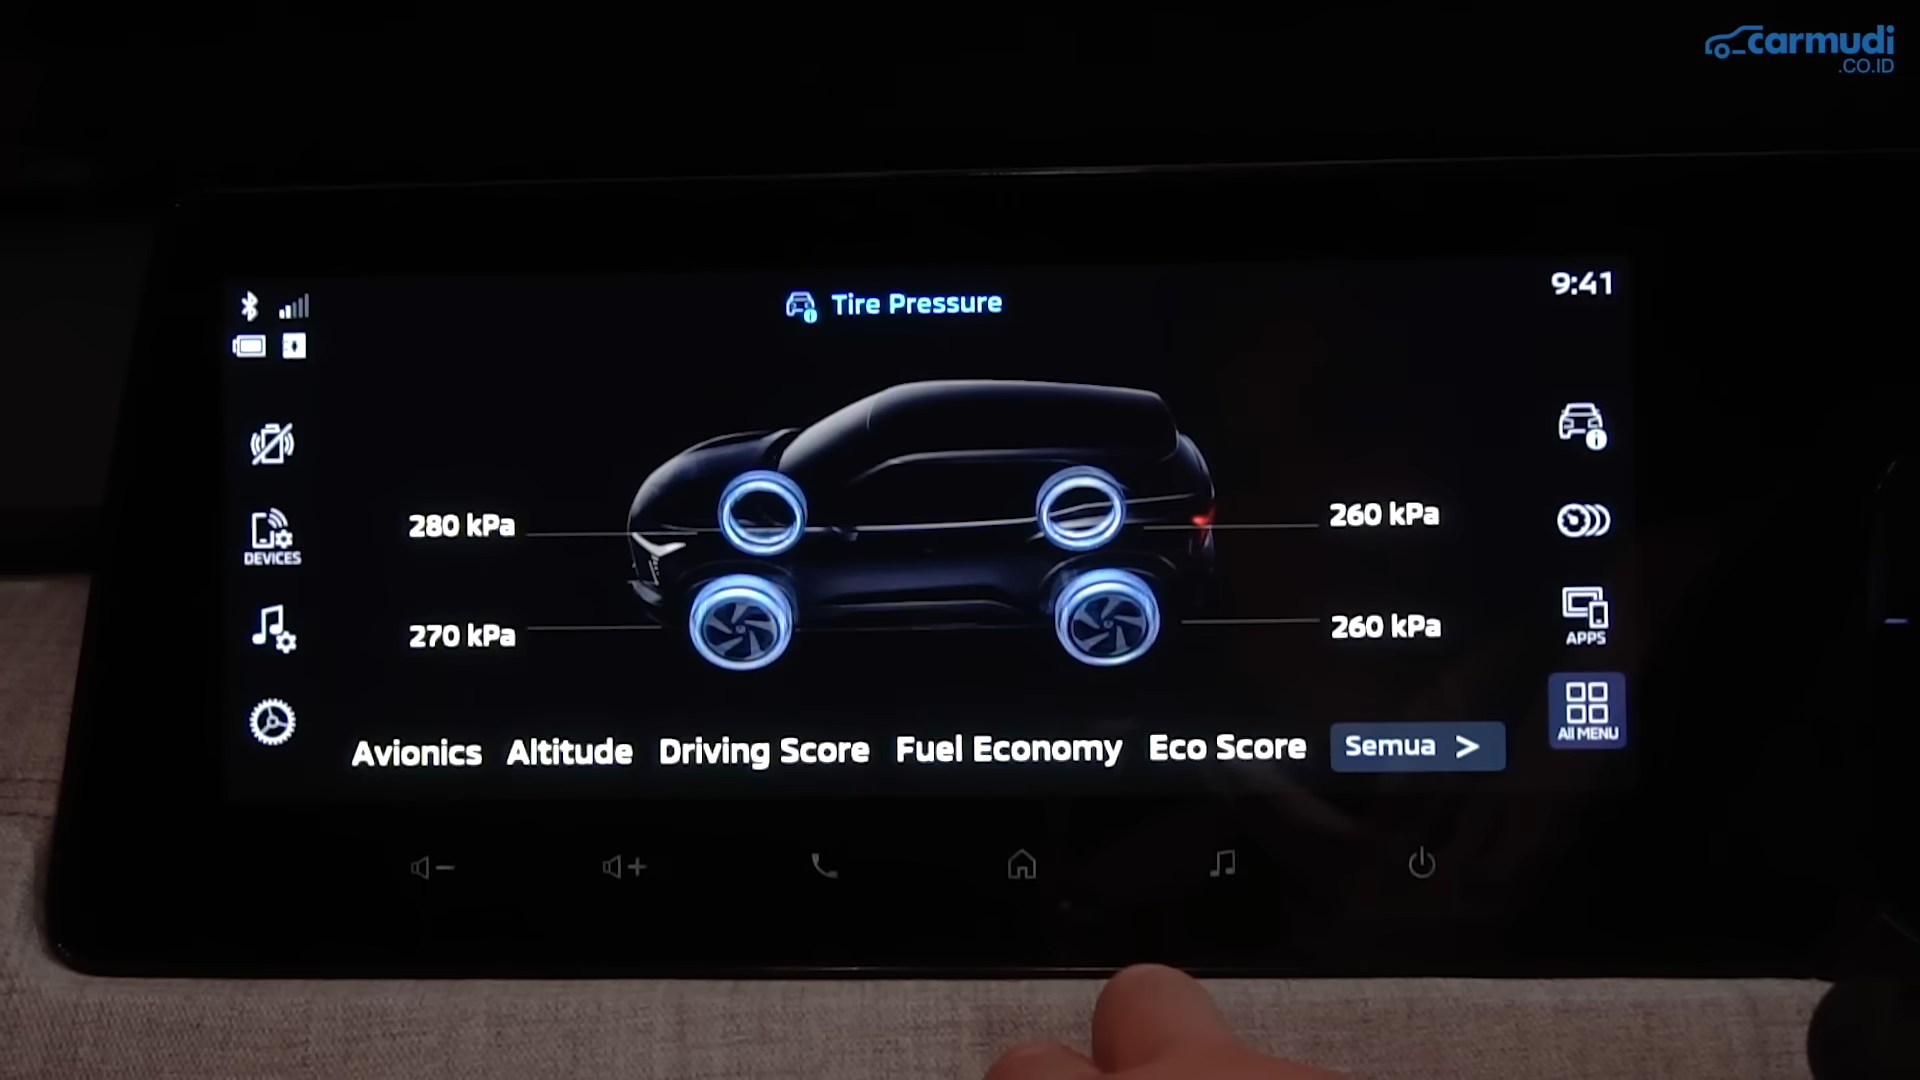 carmudi
.CO.ID
9:41
Tire Pressure
DEVICES
280 kPa
260 kPa
270 kPa
260 kPa
APPS
All MENU
Avionics
Altitude
Driving Score
Fuel Economy
Eco Score
Semua >